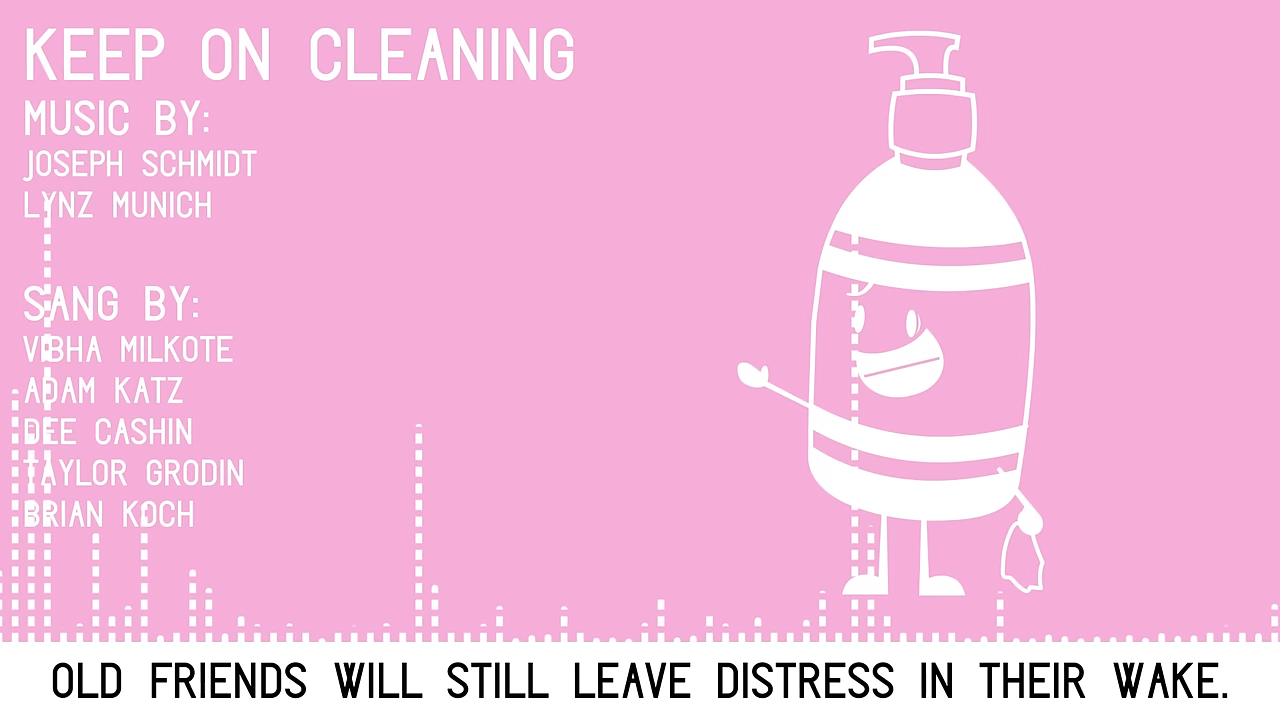 KEEP ON CLEANING
MUSIC BY:
JOSEPH SCHMIDT
LYNZ MUNICH
SANG BY:
VIBHA MILKOTE
ADAM KATZ
DEE CASHIN
TAYLOR GRODIN
BRIAN KOCH
OLD FRIENDS WILL STILL LEAVE DISTRESS IN THEIR WAKE.